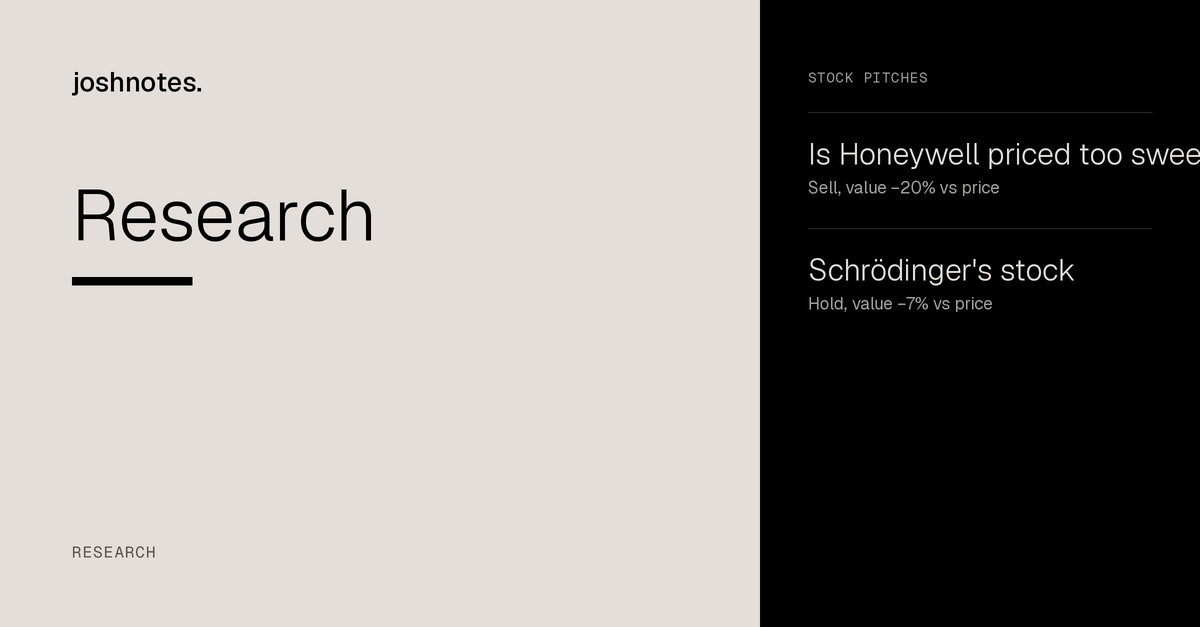 joshnotes.
Research
RESEARCH
STOCK PITCHES
Is Honeywell priced too swee
Sell, value −20% vs price
Schrödinger's stock
Hold, value −7% vs price